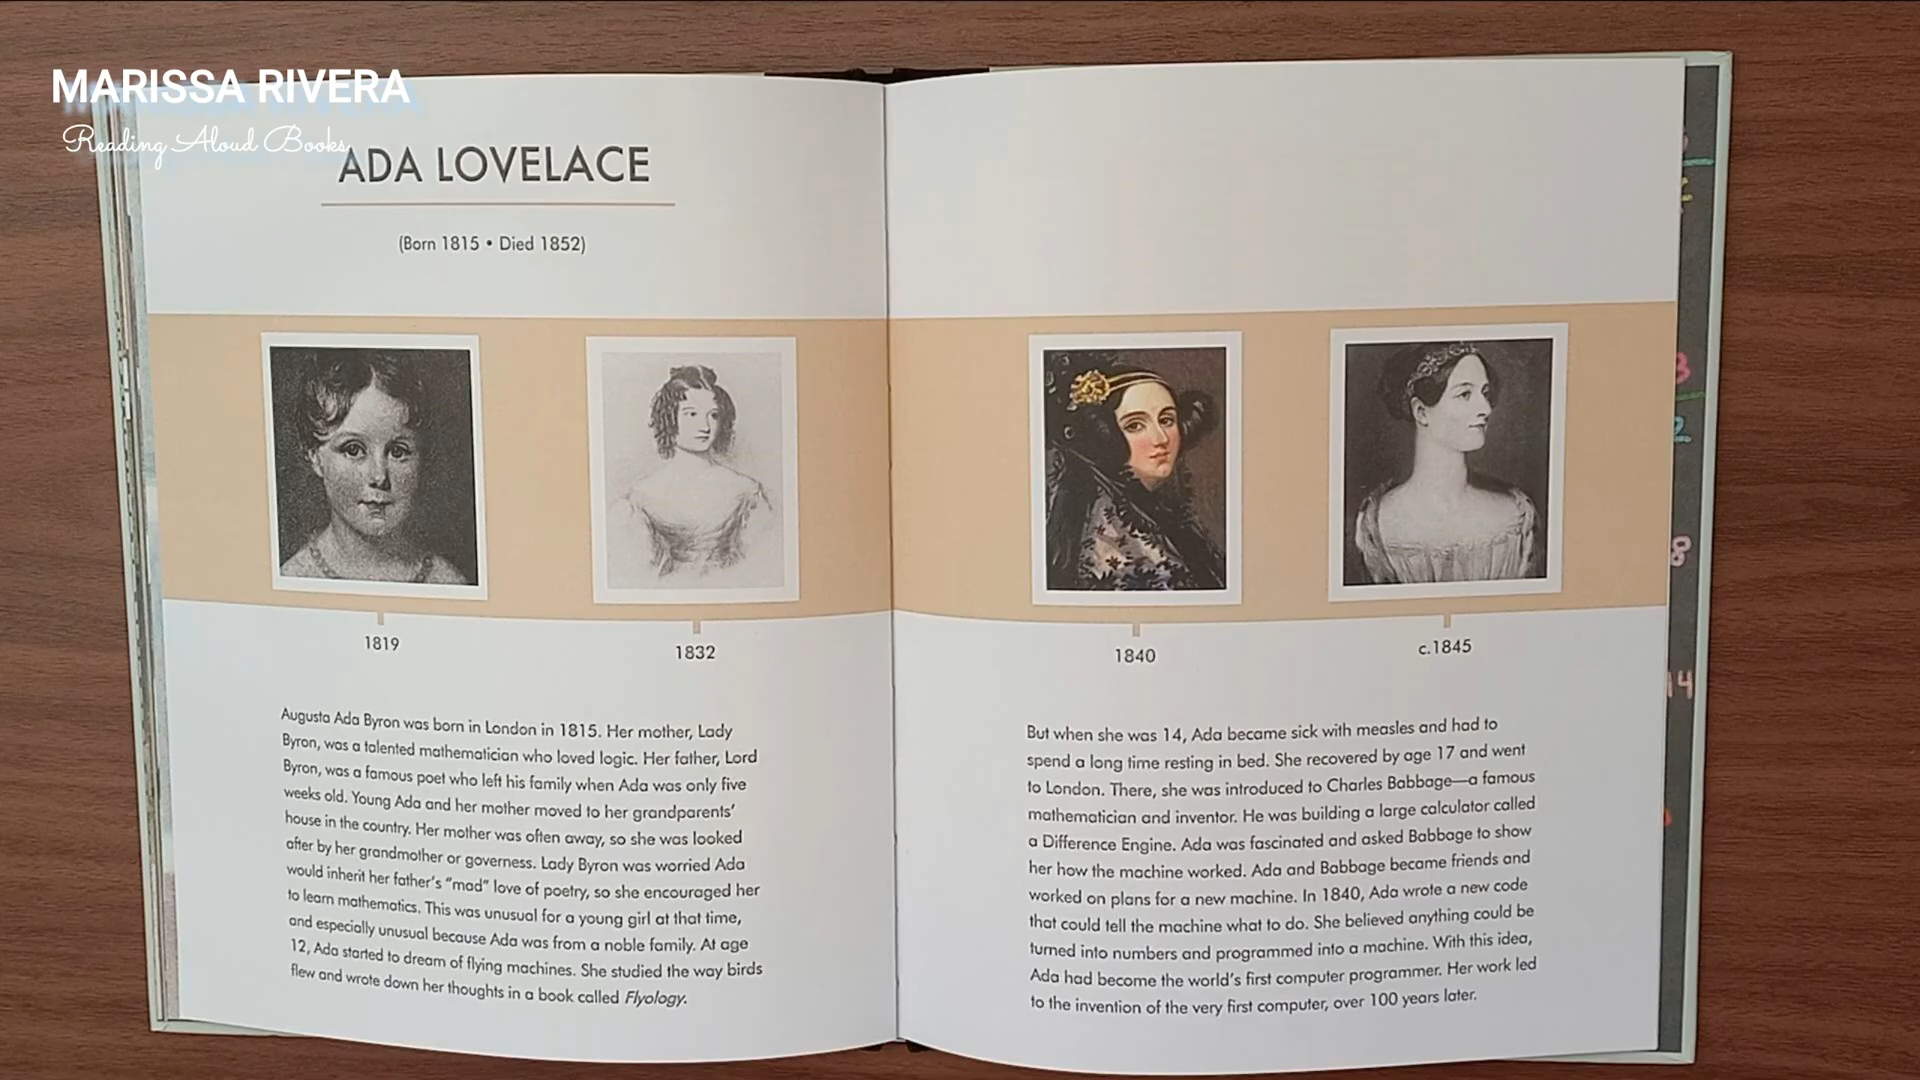 MARISSA RIVERA
Reading Aloud Books
ADA LOVELACE
(Born 1815 • Died 1852)
1819
1832
1840
c.1845
Augusta Ada Byron was born in London in 1815. Her mother, Lady
Byron, was a talented mathematician who loved logic. Her father, Lord
Byron, was a famous poet who left his family when Ada was only five
weeks old. Young Ada and her mother moved to her grandparents’
house in the country. Her mother was often away, so she was looked
after by her grandmother or governess. Lady Byron was worried Ada
would inherit her father’s “mad” love of poetry, so she encouraged her
to learn mathematics. This was unusual for a young girl at that time,
and especially unusual because Ada was from a noble family. At age
12, Ada started to dream of flying machines. She studied the way birds
flew and wrote down her thoughts in a book called Flyology.
But when she was 14, Ada became sick with measles and had to
spend a long time resting in bed. She recovered by age 17 and went
to London. There, she was introduced to Charles Babbage—a famous
mathematician and inventor. He was building a large calculator called
a Difference Engine. Ada was fascinated and asked Babbage to show
her how the machine worked. Ada and Babbage became friends and
worked on plans for a new machine. In 1840, Ada wrote a new code
that could tell the machine what to do. She believed anything could be
turned into numbers and programmed into a machine. With this idea,
Ada had become the world’s first computer programmer. Her work led
to the invention of the very first computer, over 100 years later.
3
2
8
14